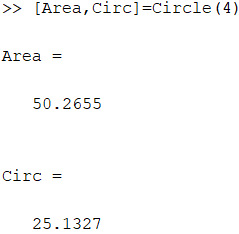 >> [Area,Circ]=Circle(4)
Area =
50.2655
Circ =
25.1327